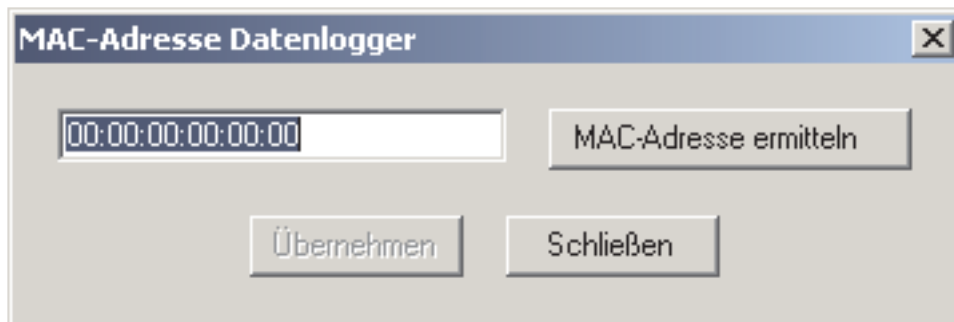 MAC-Adresse Datenlogger
00:00:00:00:00:00
MAC-Adresse ermitteln
Übernehmen
Schließen